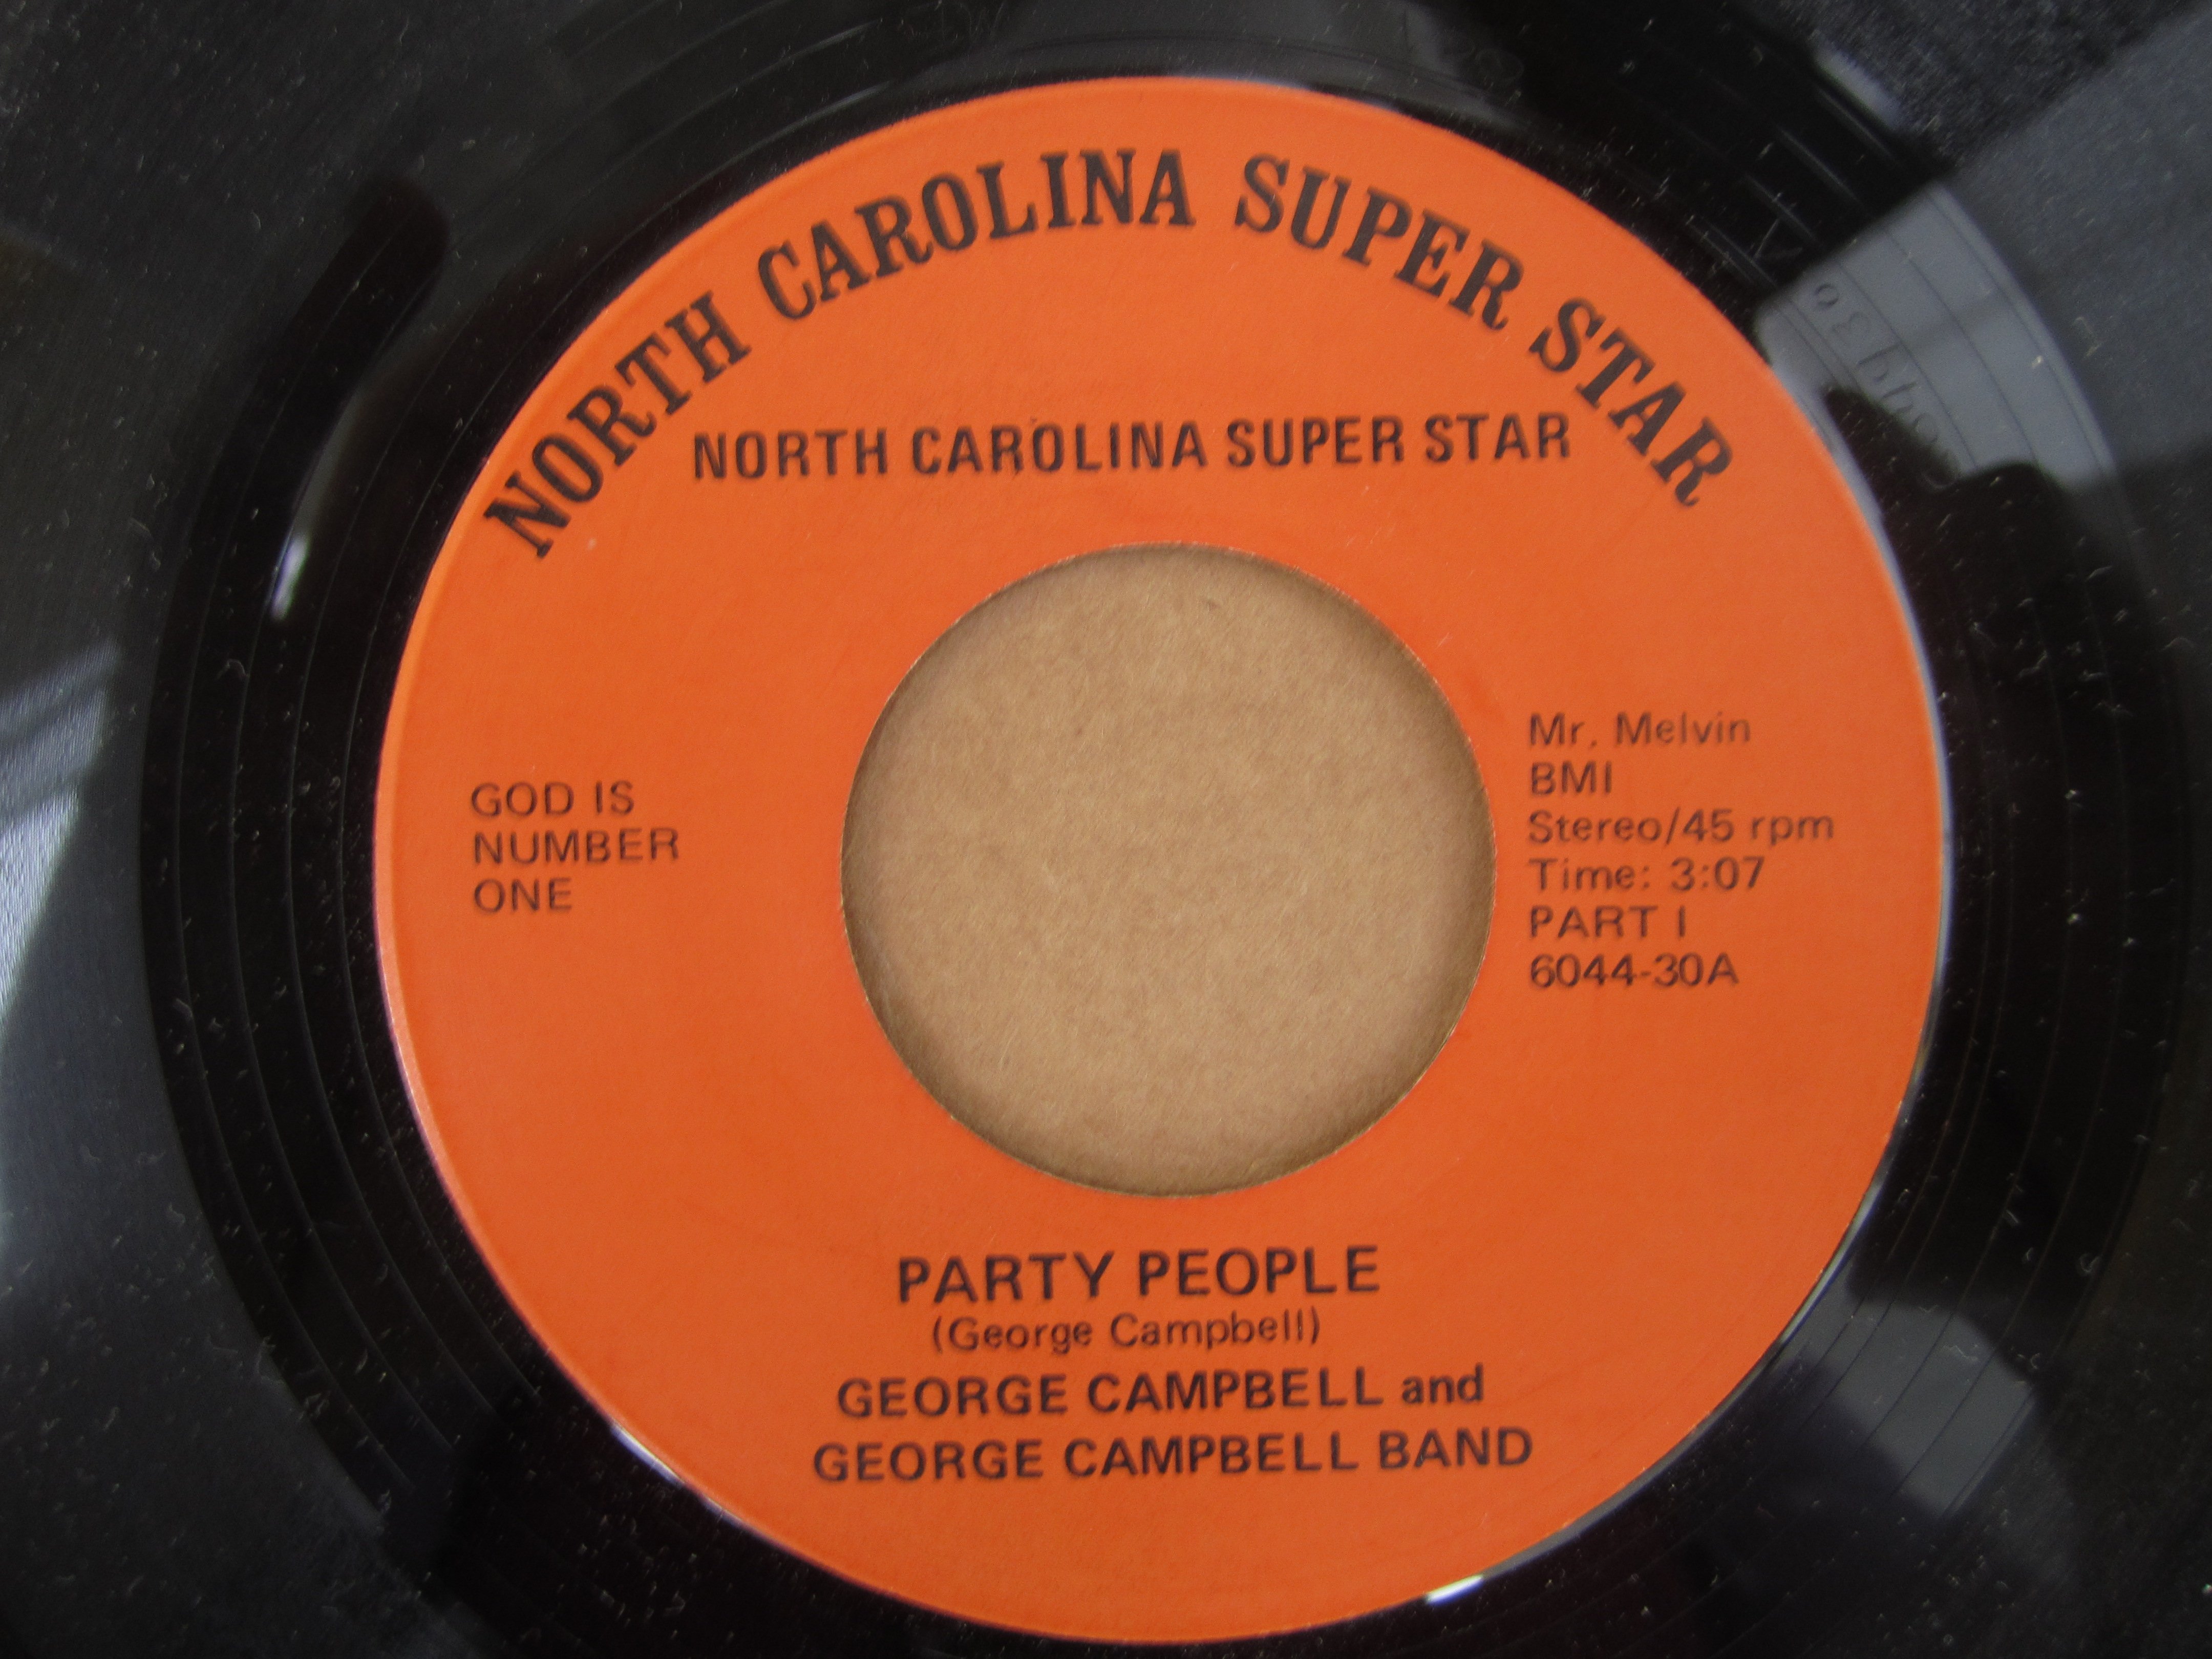 NORTH CAROLINA SUPER STAR
NORTH CAROLINA SUPER STAR
GOD IS
NUMBER
ONE
Mr. Melvin
BMI
Stereo/45 rpm
Time: 3:07
PART I
6044-30A
PARTY PEOPLE
(George Campbell)
GEORGE CAMPBELL and
GEORGE CAMPBELL BAND